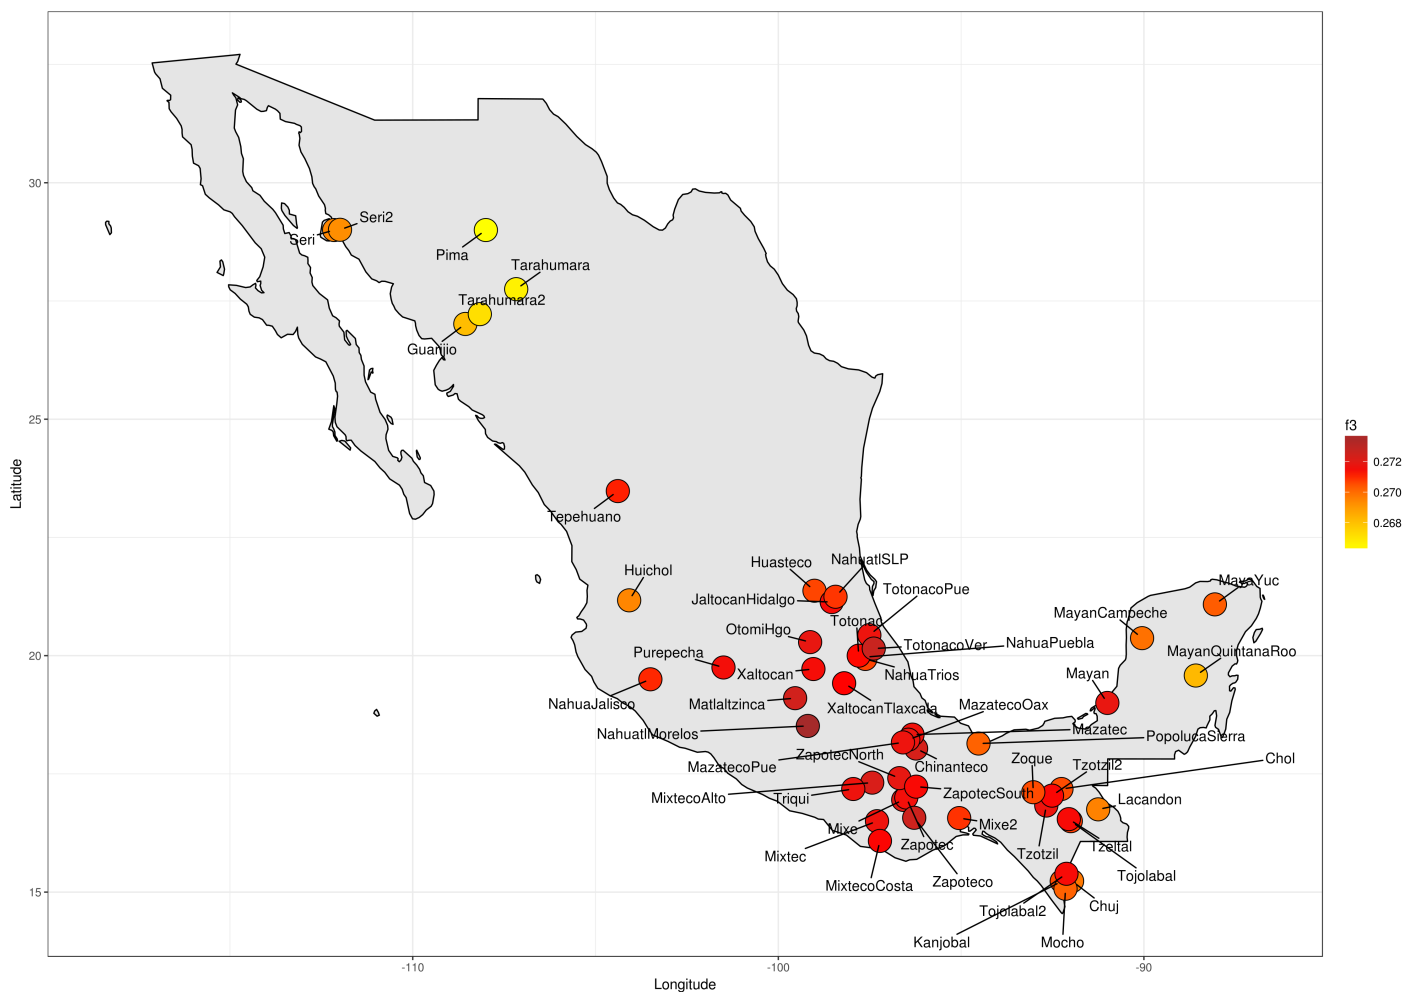 30
Seri2
Seri
Pima
Tarahumara
Tarahumara2
Guarijio
25
Tepehuano
Huasteco
NahuatlSLP
Huichol
MayaYuc
TotonacoPue
JaltocanHidalgo
MayanCampeche
Totonac
OtomiHgo
TotonacoVer
NahuaPuebla
Purepecha
MayanQuintanaRoo
20
Xaltocan
NahuaTrios
Mayan
NahuaJalisco
Matlaltzinca
XaltocanTlaxcala
MazatecoOax
NahuatlMorelos
Mazatec
PopolucaSierra
ZapotecNorth
Chol
MazatecoPue
Chinanteco
Zoque
Tzotzil2
MixtecoAlto
Triqui
ZapotecSouth
Lacandon
Mixe
Mixe2
Zapotec
Tzeltal
Mixtec
Tzotzil
Tojolabal
MixtecoCosta
Zapoteco
15
Tojolabal2
Chuj
Kanjobal
Mocho
-110
-100
-90
Longitude
Latitude
f3
0.272
0.270
0.268